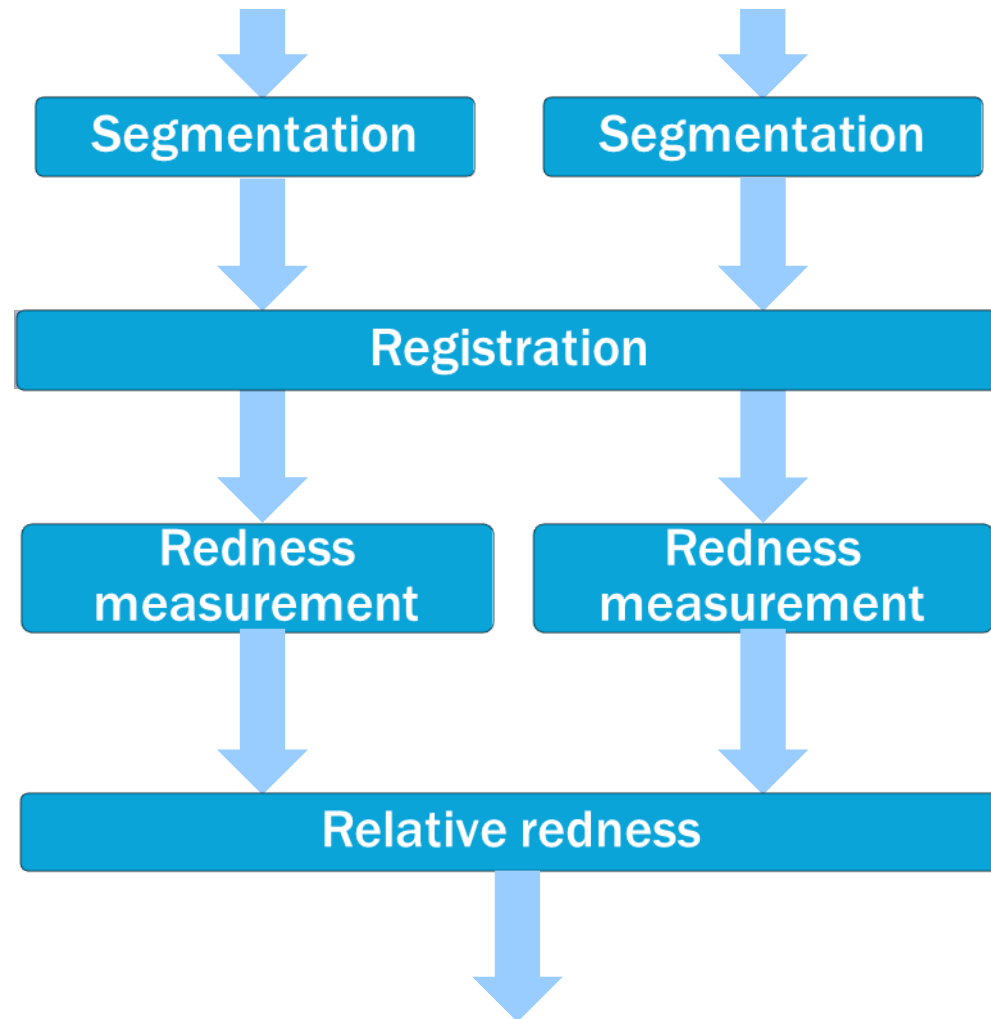 Segmentation
Segmentation
Registration
Redness
measurement
Redness
measurement
Relative redness